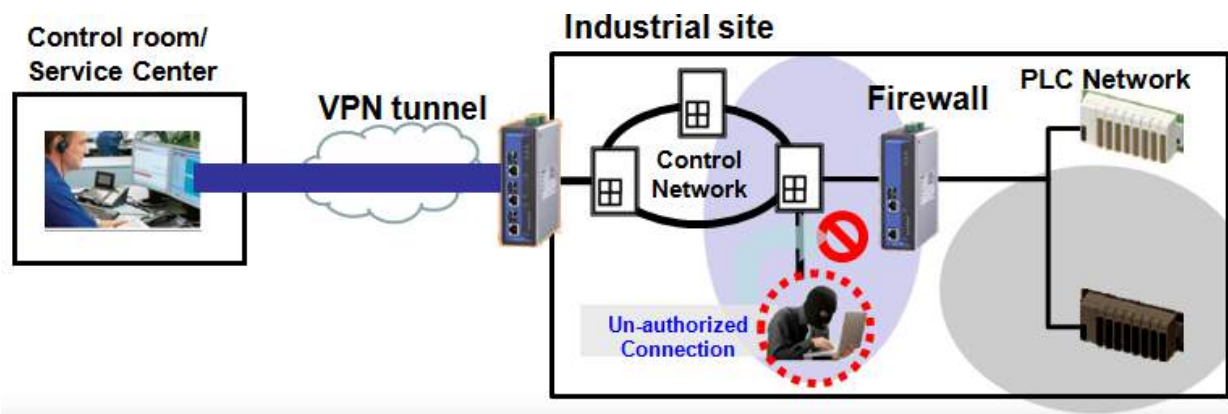 Industrial site
Control room/
Service Center
VPN tunnel
Firewall
PLC Network
Control
Network
Un-authorized
Connection